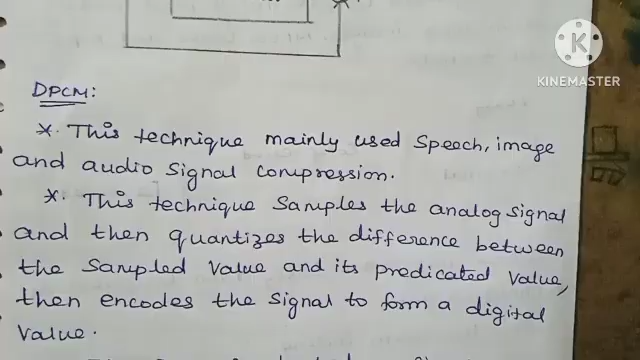 K
KINEMASTER
DPCM:
*. This technique mainly used Speech, image
and audio Signal Compression.
*. This technique Samples the analog Signal
and then quantizes the difference between
the Sampled Value and its predicated Value,
then encodes the Signal to form a digital
Value.